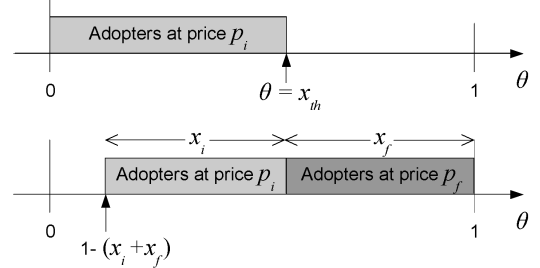 Adopters at price p_i
0
θ = x_th
1
θ
x_i
x_f
Adopters at price p_i
Adopters at price p_f
0
1
θ
1- (x_i +x_f)